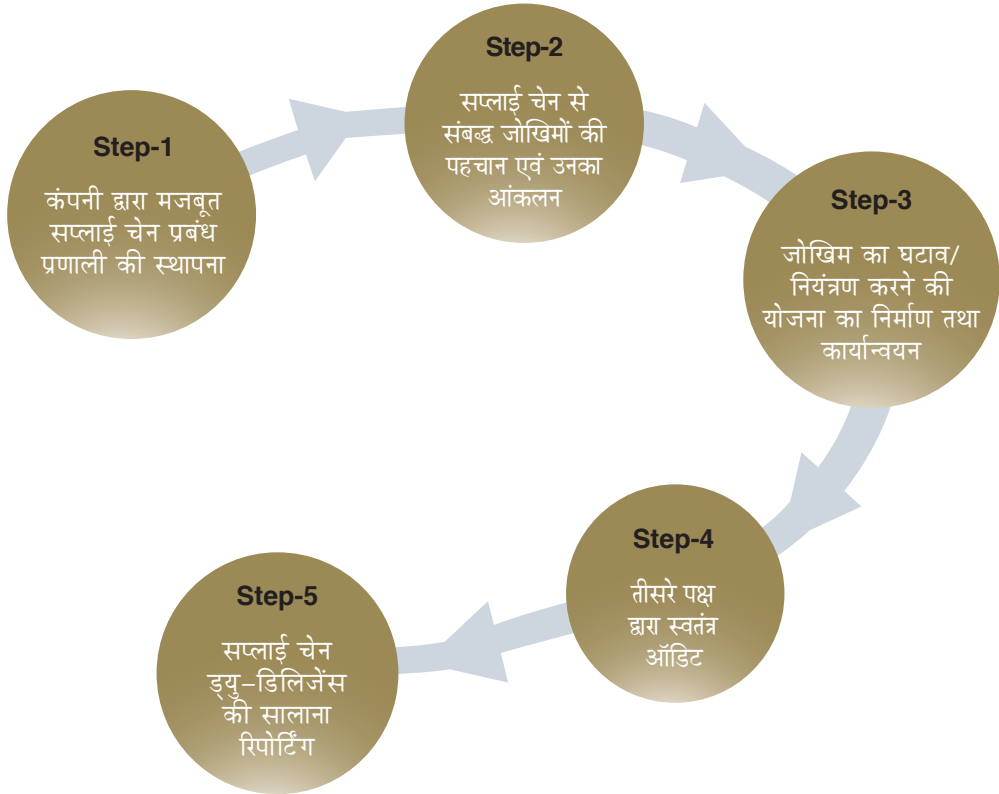 Step-1
कंपनी द्वारा मजबूत
सप्लाई चेन प्रबंध
प्रणाली की स्थापना
Step-2
सप्लाई चेन से
संबद्ध जोखिमों की
पहचान एवं उनका
आंकलन
Step-3
जोखिम का घटाव/
नियंत्रण करने की
योजना का निर्माण तथा
कार्यान्वयन
Step-4
तीसरे पक्ष
द्वारा स्वतंत्र
ऑडिट
Step-5
सप्लाई चेन
ड्यु-डिलिजेंस
की सालाना
रिपोर्टिंग